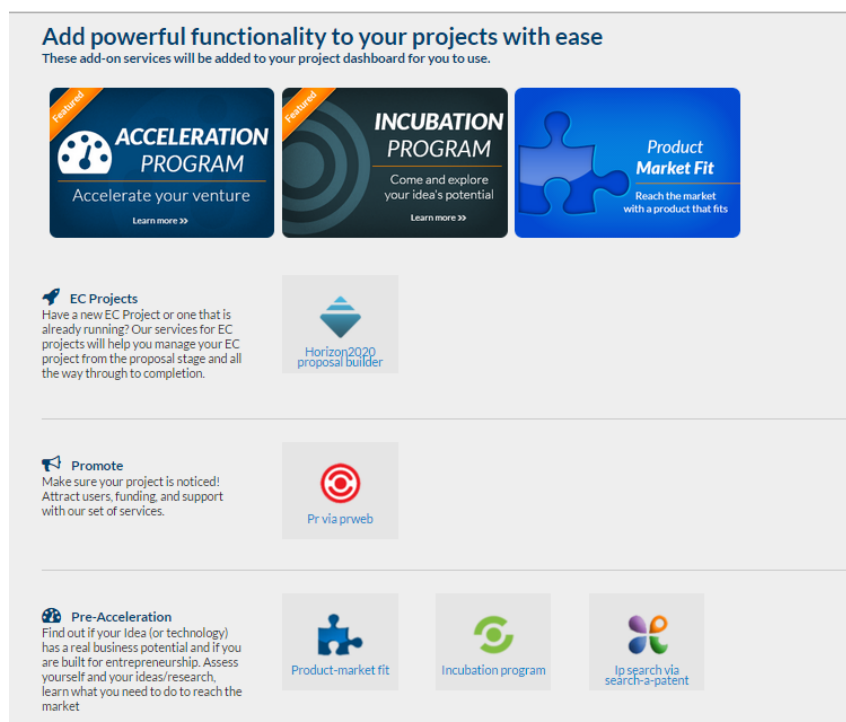 Add powerful functionality to your projects with ease
These add-on services will be added to your project dashboard for you to use.
Featured
ACCELERATION
PROGRAM
Accelerate your venture
Learn more >>
Featured
INCUBATION
PROGRAM
Come and explore
your idea's potential
Learn more >>
Product
Market Fit
Reach the market
with a product that fits
EC Projects
Have a new EC Project or one that is
already running? Our services for EC
projects will help you manage your EC
project from the proposal stage and all
the way through to completion.
Horizon2020
proposal builder
Promote
Make sure your project is noticed!
Attract users, funding, and support
with our set of services.
Pr via prweb
Pre-Acceleration
Find out if your Idea (or technology)
has a real business potential and if you
are built for entrepreneurship. Assess
yourself and your ideas/research,
learn what you need to do to reach the
market
Product-market fit
Incubation program
Ip search via
search-a-patent